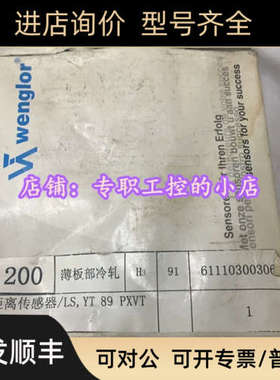 进店询价 型号齐全
wenglor
Sensoren für Ihren Erfolg
sensors for your success
店铺:专职工控的小店
200 薄板部冷轧 H3 91 6111030030
距离传感器/LS,YT 89 PXVT
1
发顺丰 可对公 可开专票/普